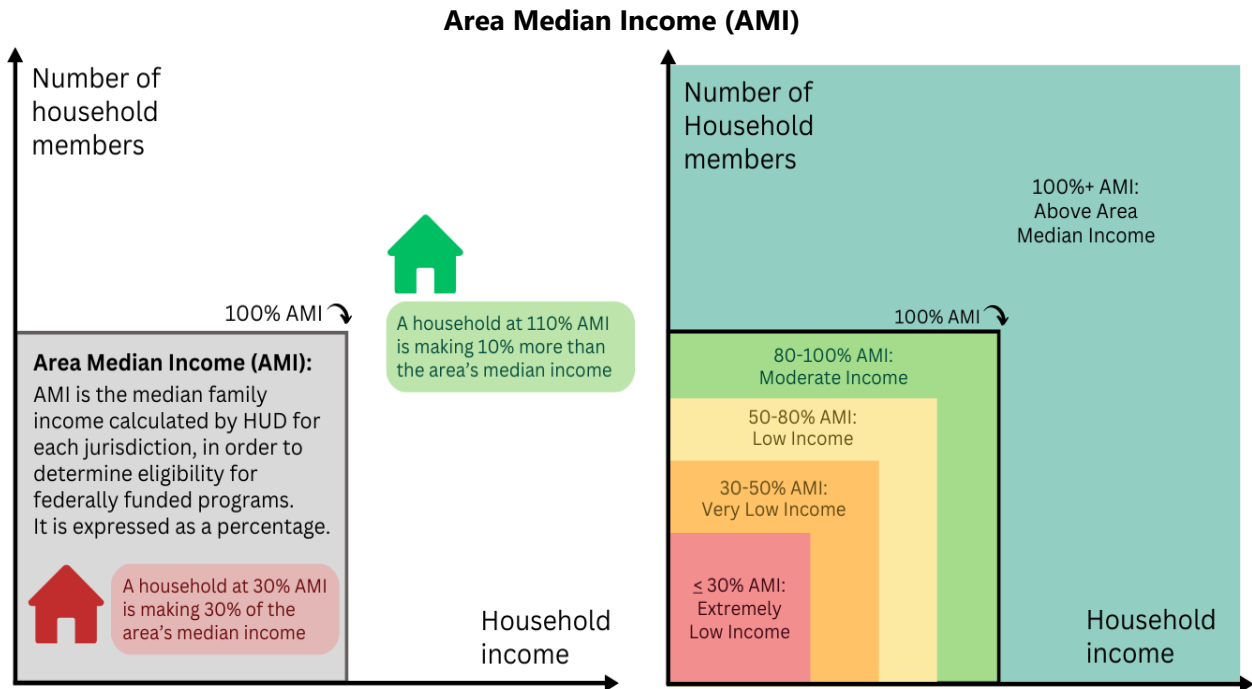 Area Median Income (AMI)
Number of
household
members
100% AMI
Area Median Income (AMI):
AMI is the median family
income calculated by HUD for
each jurisdiction, in order to
determine eligibility for
federally funded programs.
It is expressed as a percentage.
A household at 30% AMI
is making 30% of the
area's median income
A household at 110% AMI
is making 10% more than
the area's median income
Household
income
Number of
Household
members
100%+ AMI:
Above Area
Median Income
100% AMI
80-100% AMI:
Moderate Income
50-80% AMI:
Low Income
30-50% AMI:
Very Low Income
≤ 30% AMI:
Extremely
Low Income
Household
income